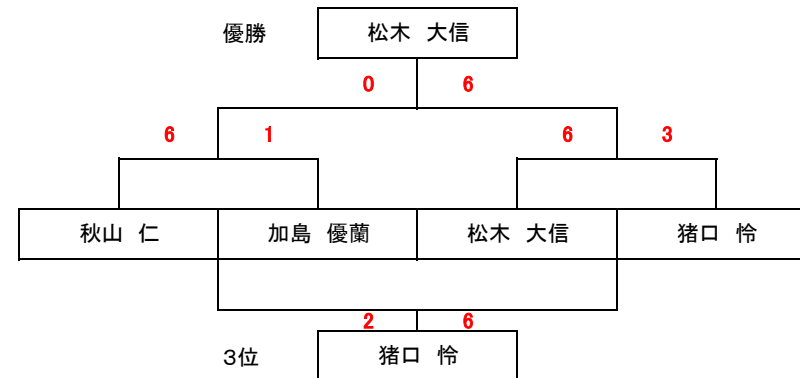 優勝 松木 大信
0 6
6 1 6 3
秋山 仁 加島 優蘭 松木 大信 猪口 怜
2 6
3位 猪口 怜